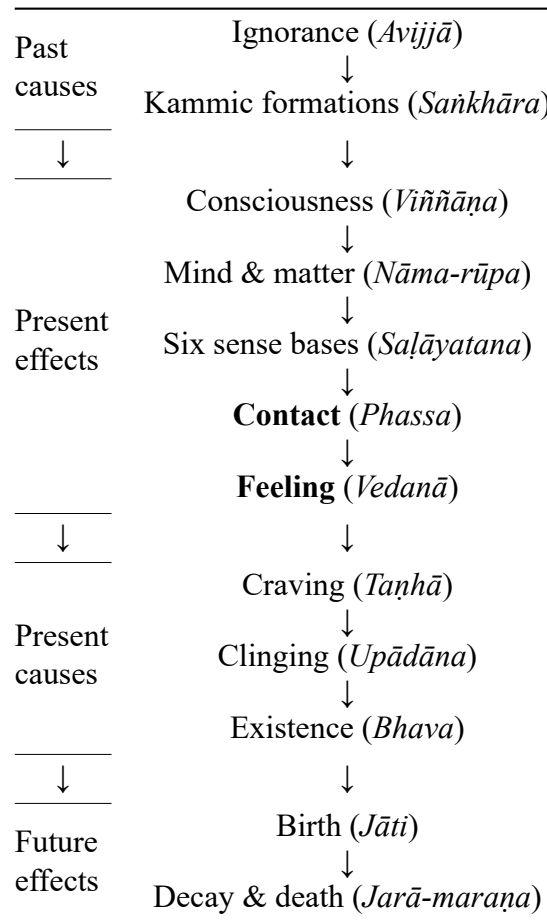 Past
causes
Ignorance (Avijjā)
↓
Kammic formations (Saṅkhāra)
↓ ↓
Present
effects
Consciousness (Viññāṇa)
↓
Mind & matter (Nāma-rūpa)
↓
Six sense bases (Saḷāyatana)
↓
Contact (Phassa)
↓
Feeling (Vedanā)
↓ ↓
Present
causes
Craving (Taṇhā)
↓
Clinging (Upādāna)
↓
Existence (Bhava)
↓ ↓
Future
effects
Birth (Jāti)
↓
Decay & death (Jarā-maraṇa)